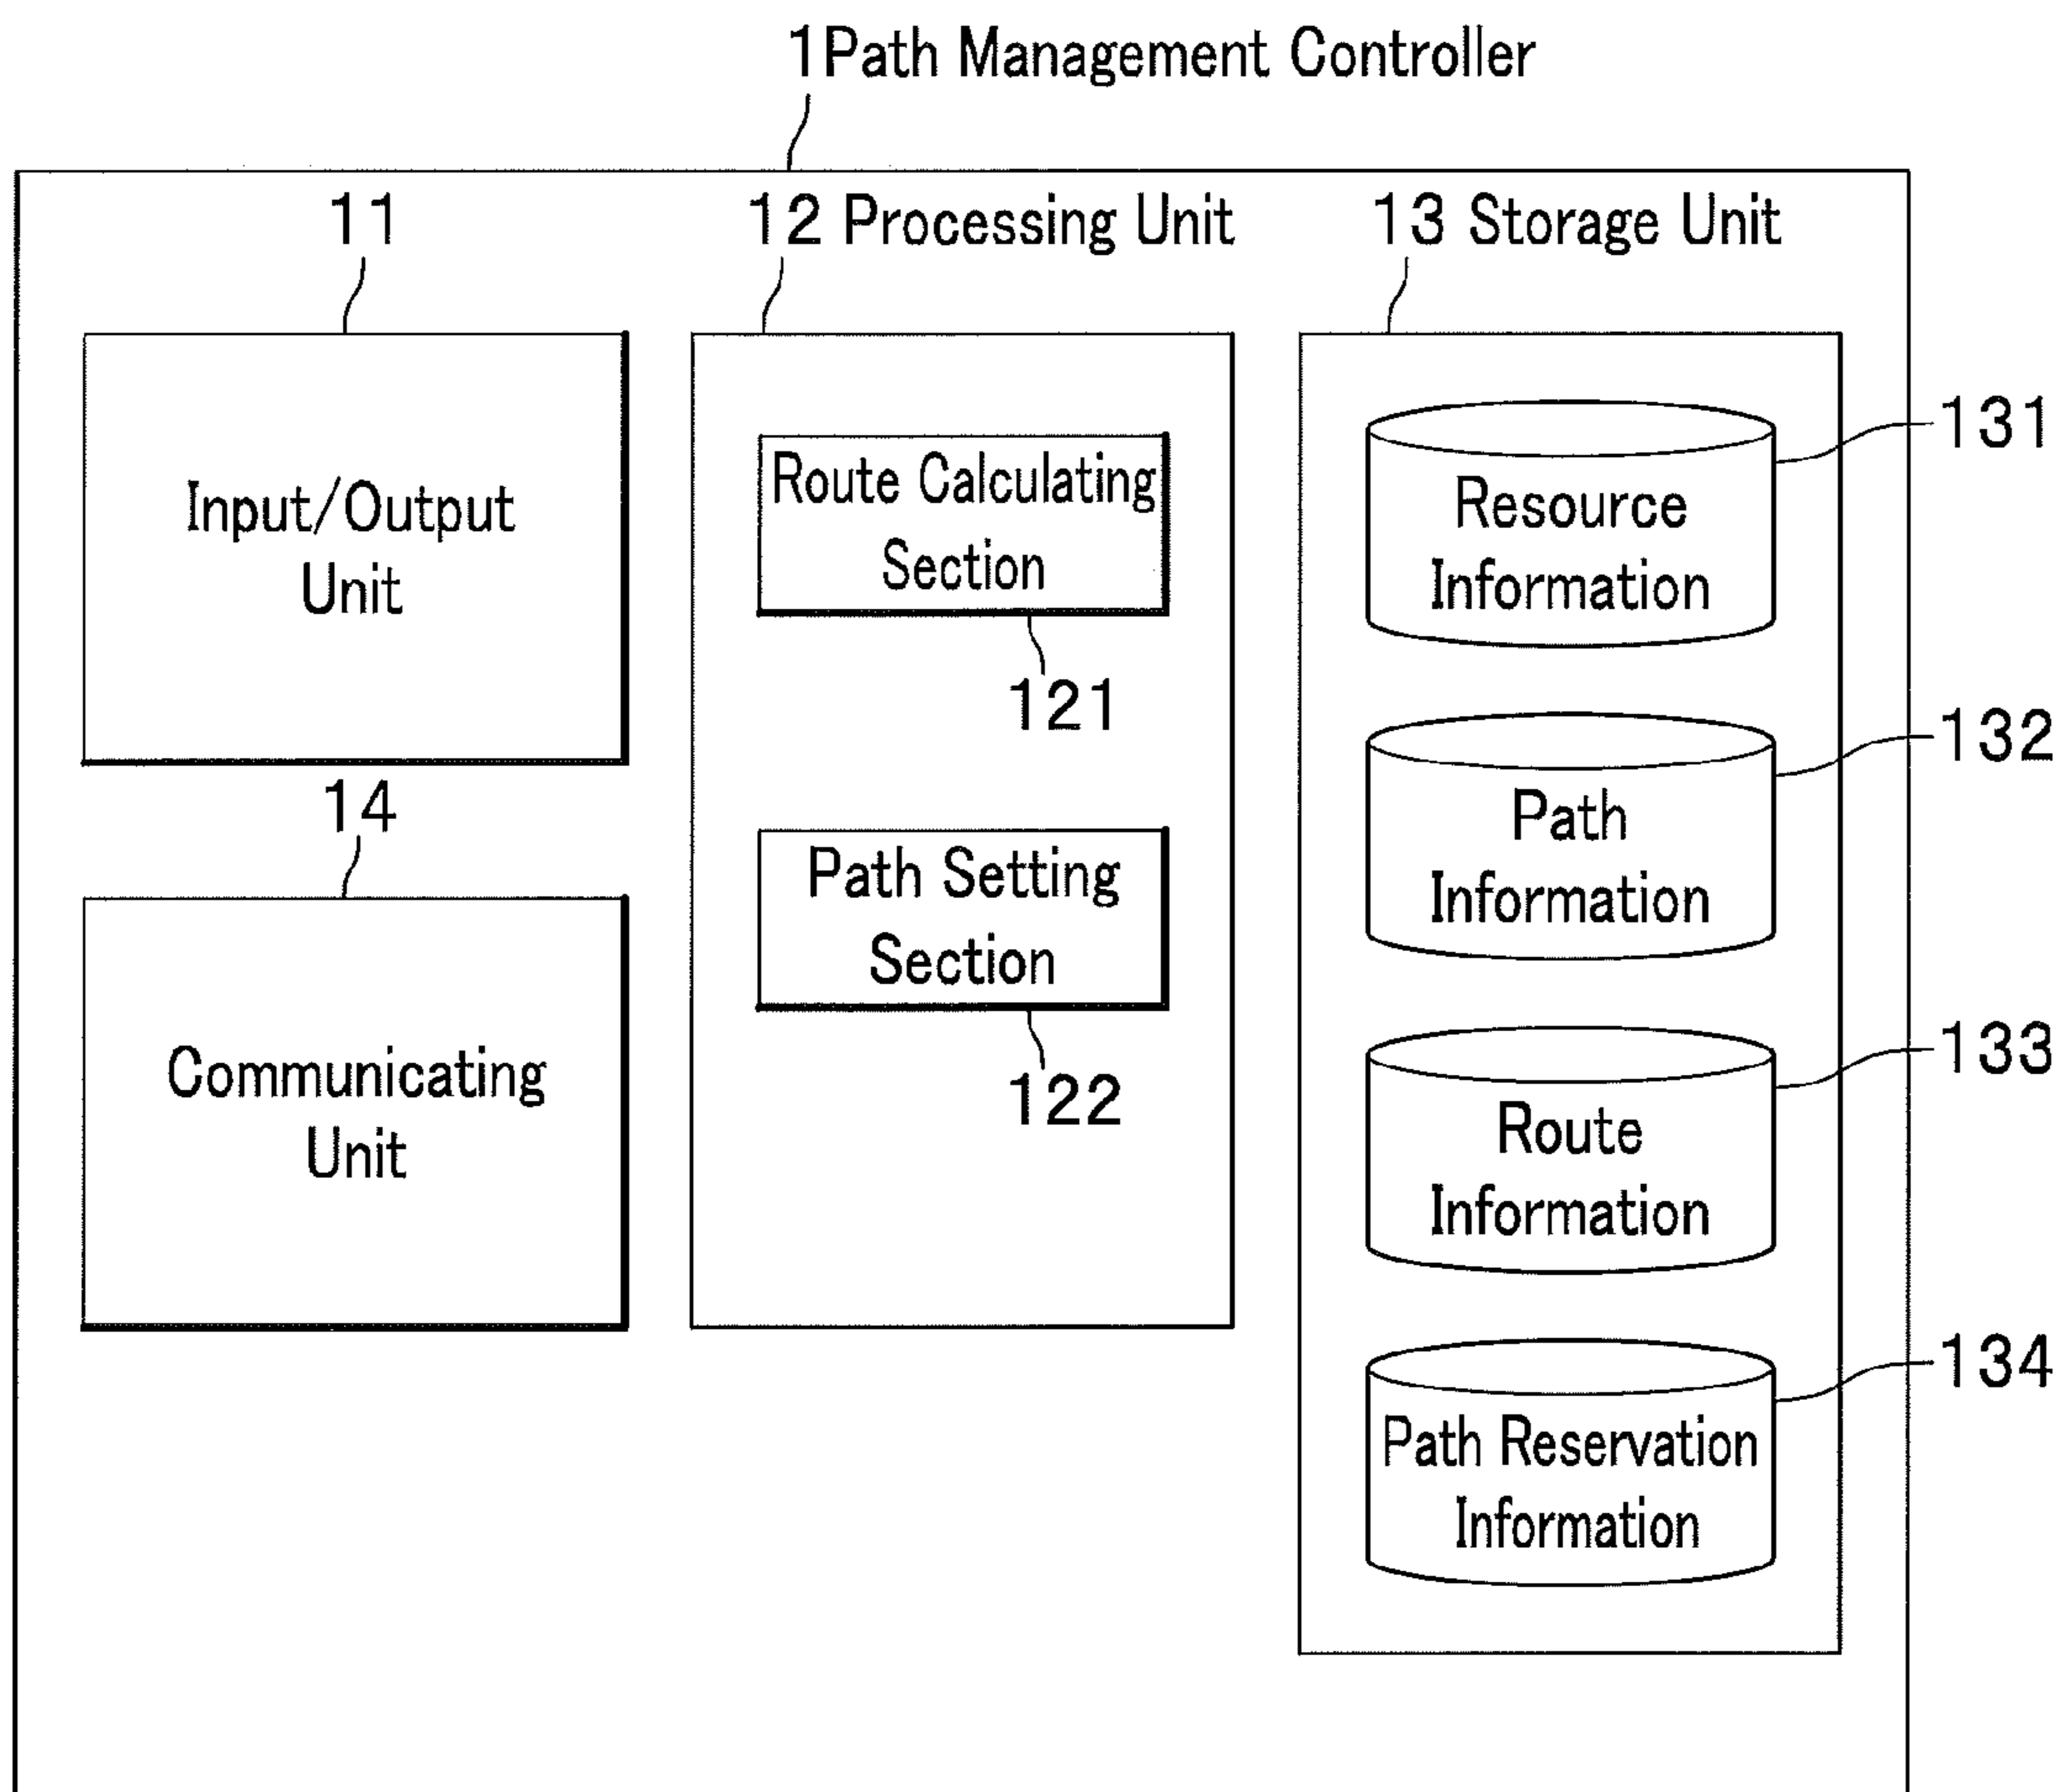 1Path Management Controller
11
12 Processing Unit
13 Storage Unit
Input/Output
Unit
14
Communicating
Unit
Route Calculating
Section
121
Path Setting
Section
122
Resource
Information
131
Path
Information
132
Route
Information
133
Path Reservation
Information
134